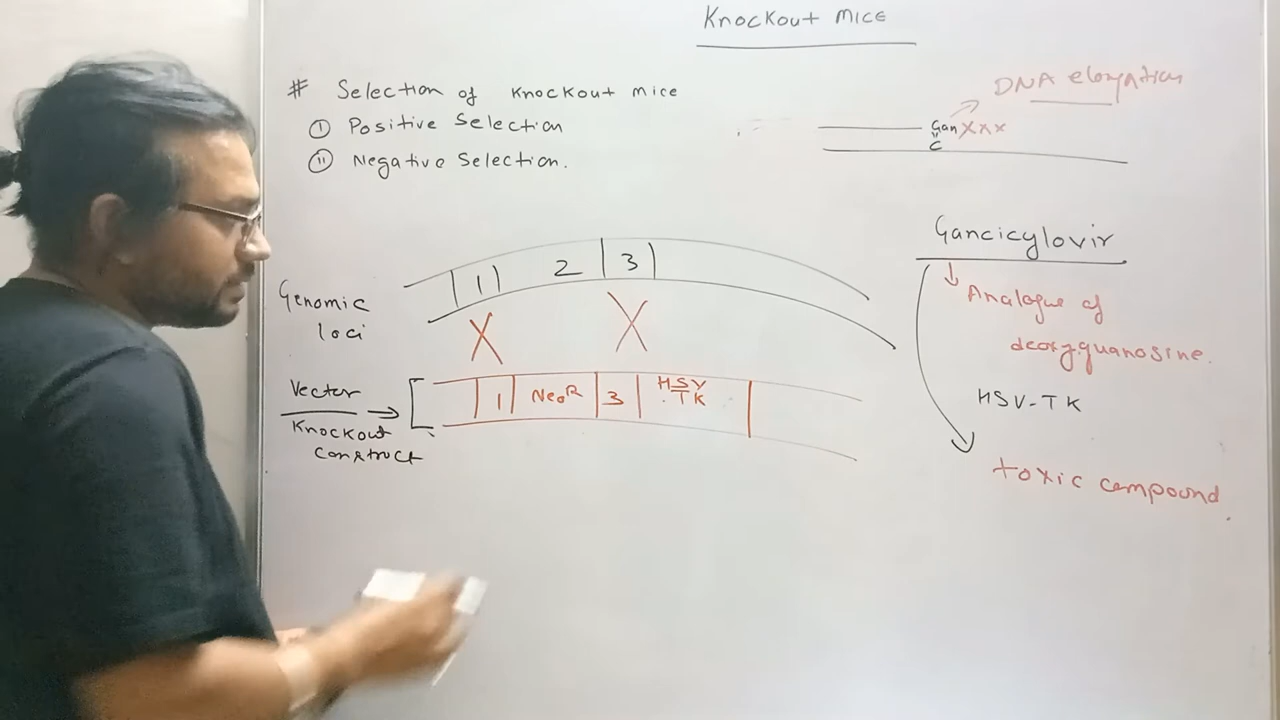 Knockout Mice
# Selection of Knockout mice
① Positive Selection
② Negative Selection.
DNA elongation
Gan XXX
C
Gancicylovir
Analogue of
deoxyguanosine.
HSV-TK
toxic compound
Genomic
loci
1 2 3
X X
Vector
Knockout
construct
1 NeoR 3 HSV
TK